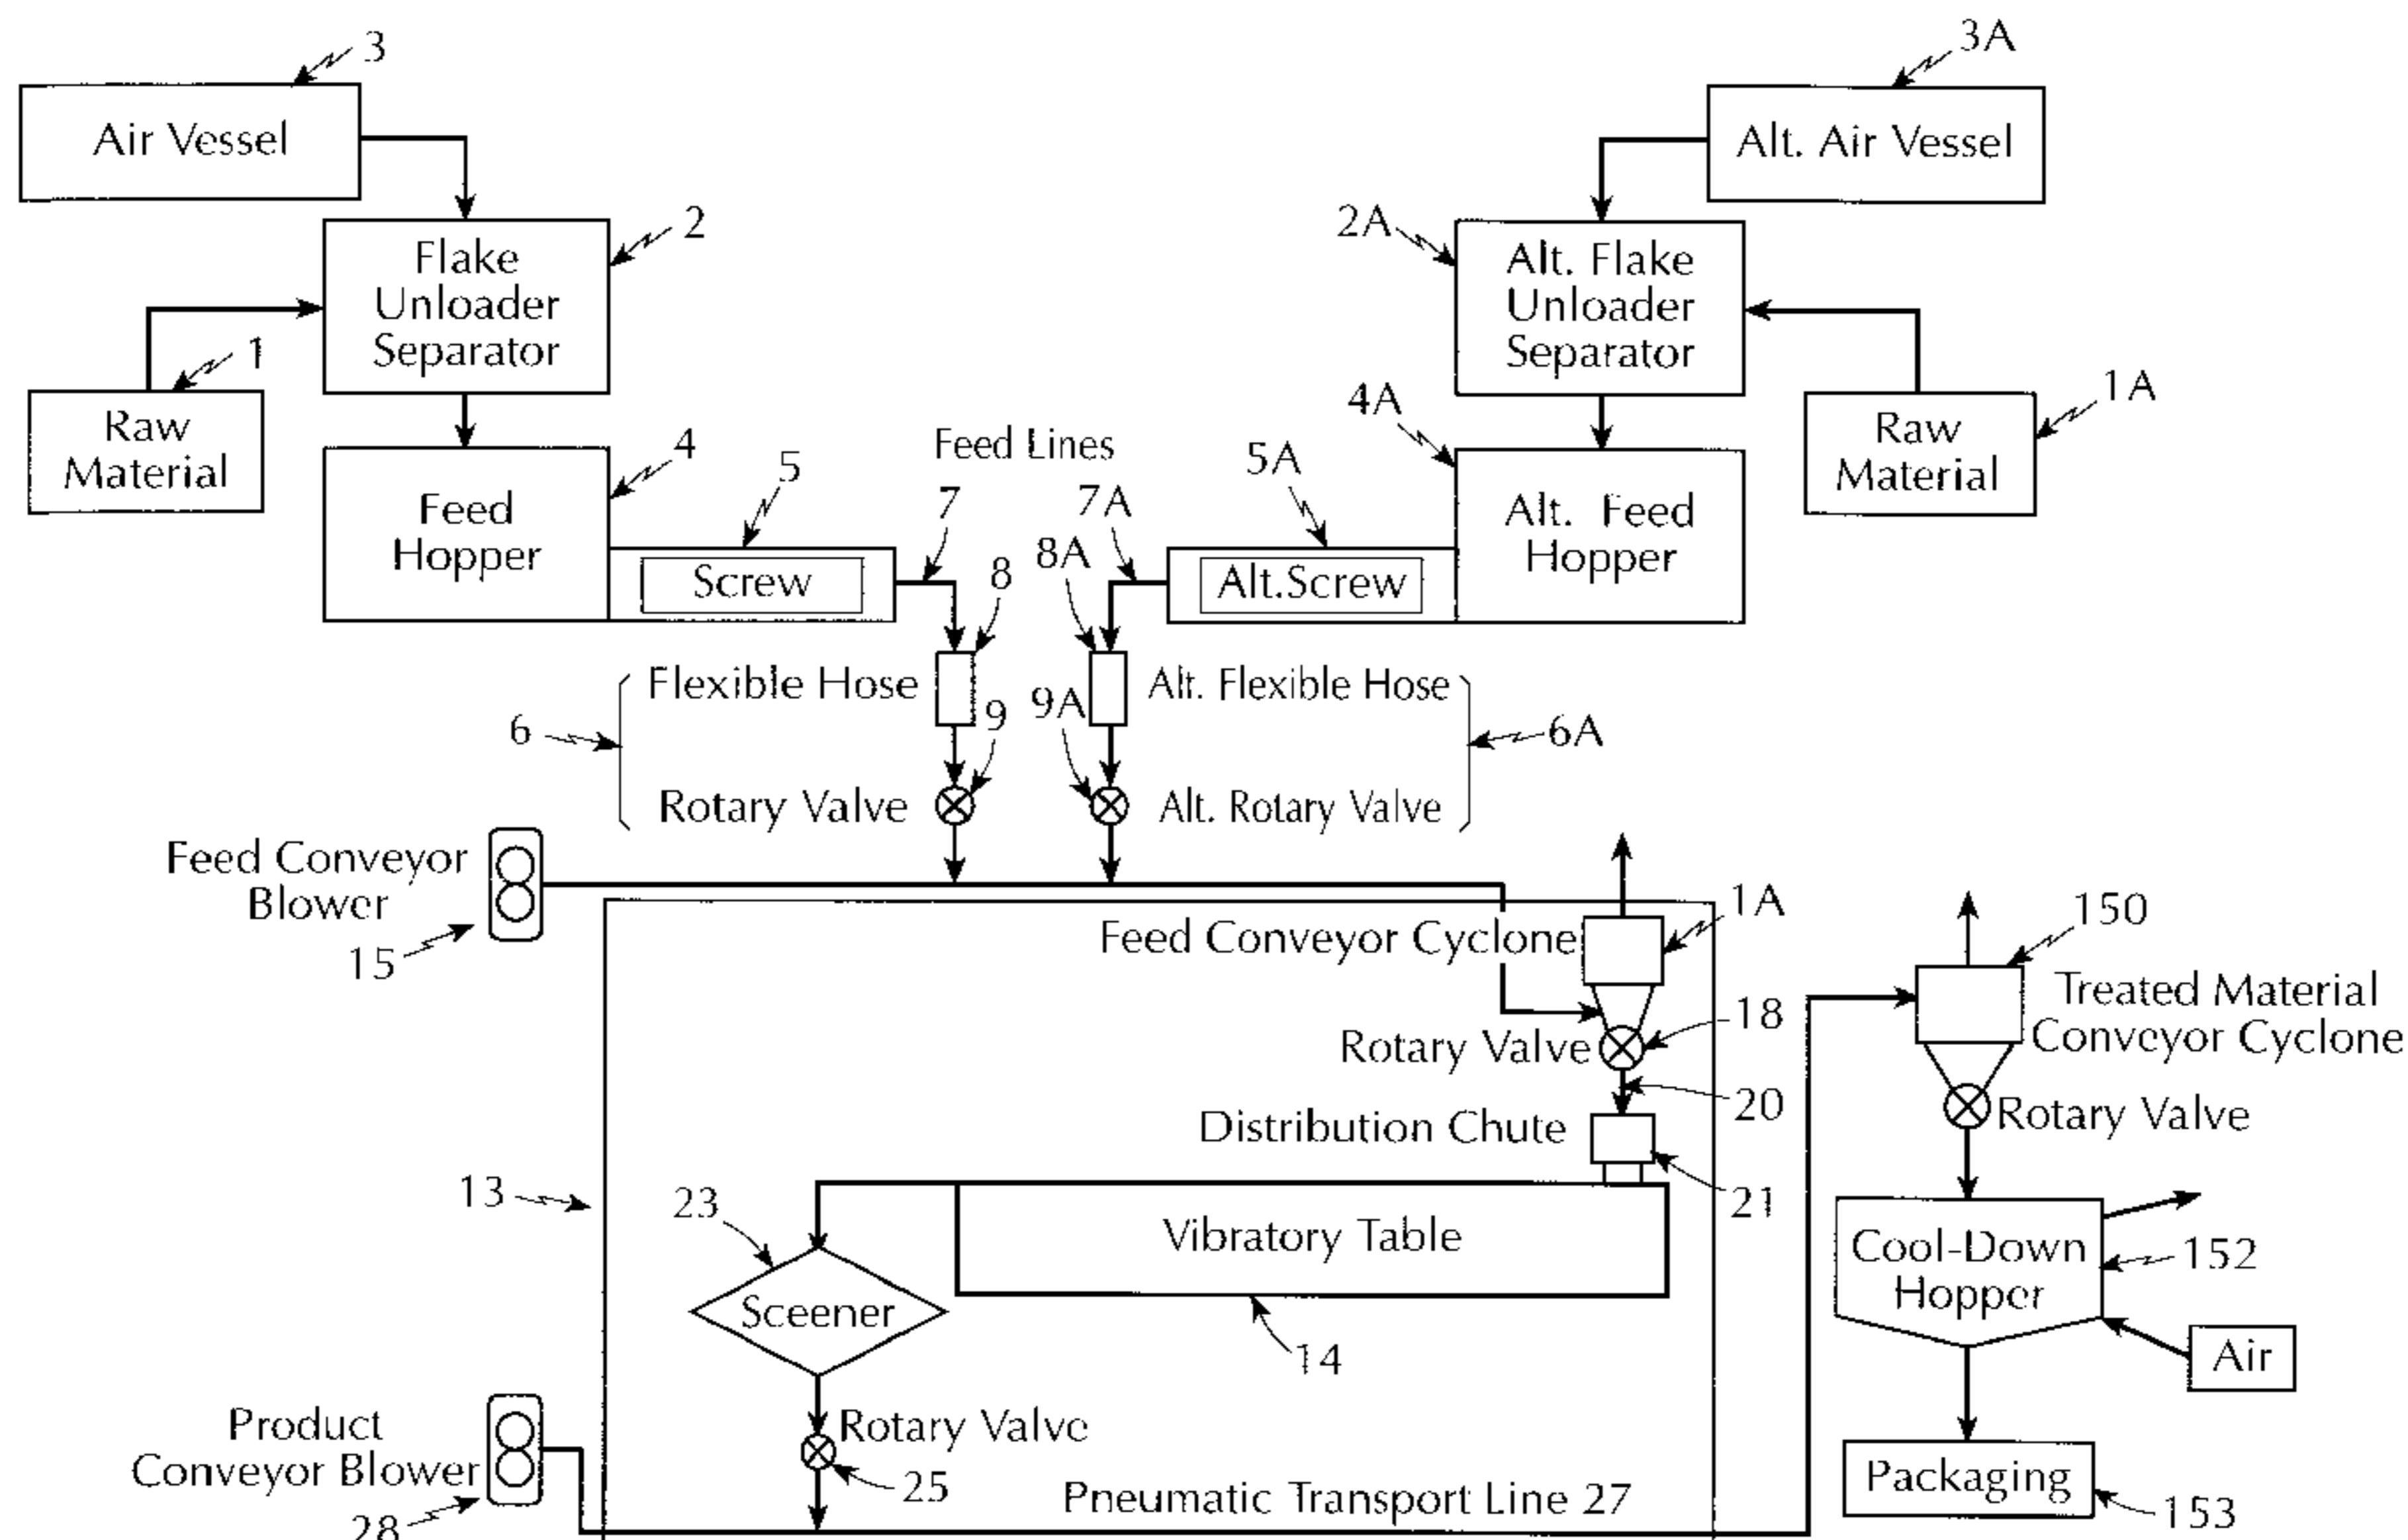 3
3A
Air Vessel
Alt. Air Vessel
2
2A
Flake
Unloader
Separator
Alt. Flake
Unloader
Separator
1
1A
Raw
Material
Raw
Material
4
4A
Feed Lines
5
5A
7
7A
Feed
Hopper
Alt. Feed
Hopper
Screw
Alt.Screw
8
8A
Flexible Hose
Alt. Flexible Hose
9
9A
6
6A
Rotary Valve
Alt. Rotary Valve
Feed Conveyor
Blower
15
Feed Conveyor Cyclone
1A
150
Treated Material
Conveyor Cyclone
18
Rotary Valve
20
Rotary Valve
Distribution Chute
21
13
23
Vibratory Table
Cool-Down
Hopper
152
Sceener
14
Air
Product
Conveyor Blower
28
Rotary Valve
25
Pneumatic Transport Line 27
Packaging
153